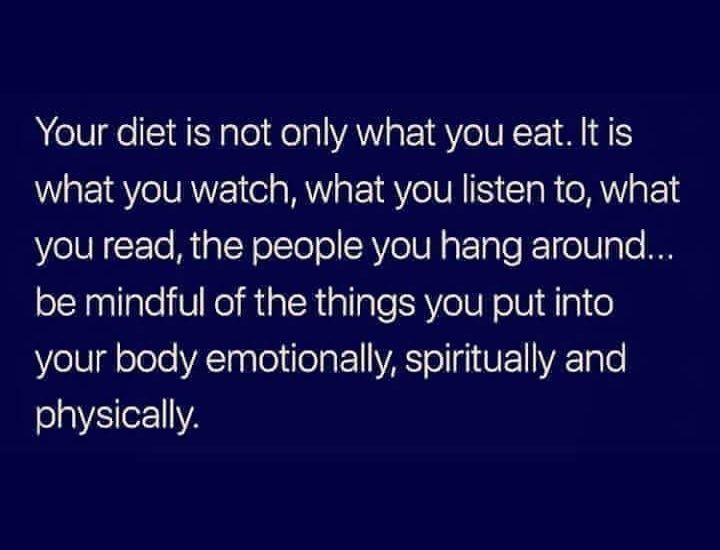 Your diet is not only what you eat. It is
what you watch, what you listen to, what
you read, the people you hang around...
be mindful of the things you put into
your body emotionally, spiritually and
physically.